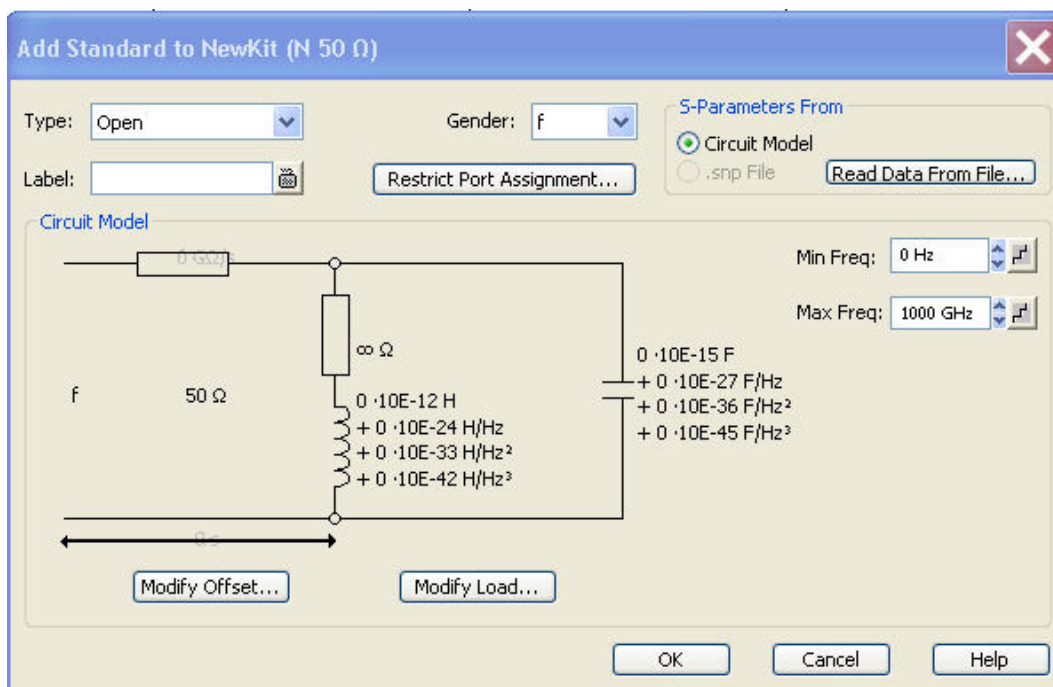 Add Standard to NewKit (N 50 Ω)
Type: Open
Gender: f
S-Parameters From
Circuit Model
.snp File
Read Data From File...
Label:
Restrict Port Assignment...
Circuit Model
0 GΩ/s
Min Freq: 0 Hz
Max Freq: 1000 GHz
∞ Ω
f
50 Ω
0 ·10E-12 H
+ 0 ·10E-24 H/Hz
+ 0 ·10E-33 H/Hz²
+ 0 ·10E-42 H/Hz³
0 ·10E-15 F
+ 0 ·10E-27 F/Hz
+ 0 ·10E-36 F/Hz²
+ 0 ·10E-45 F/Hz³
0 s
Modify Offset...
Modify Load...
OK
Cancel
Help